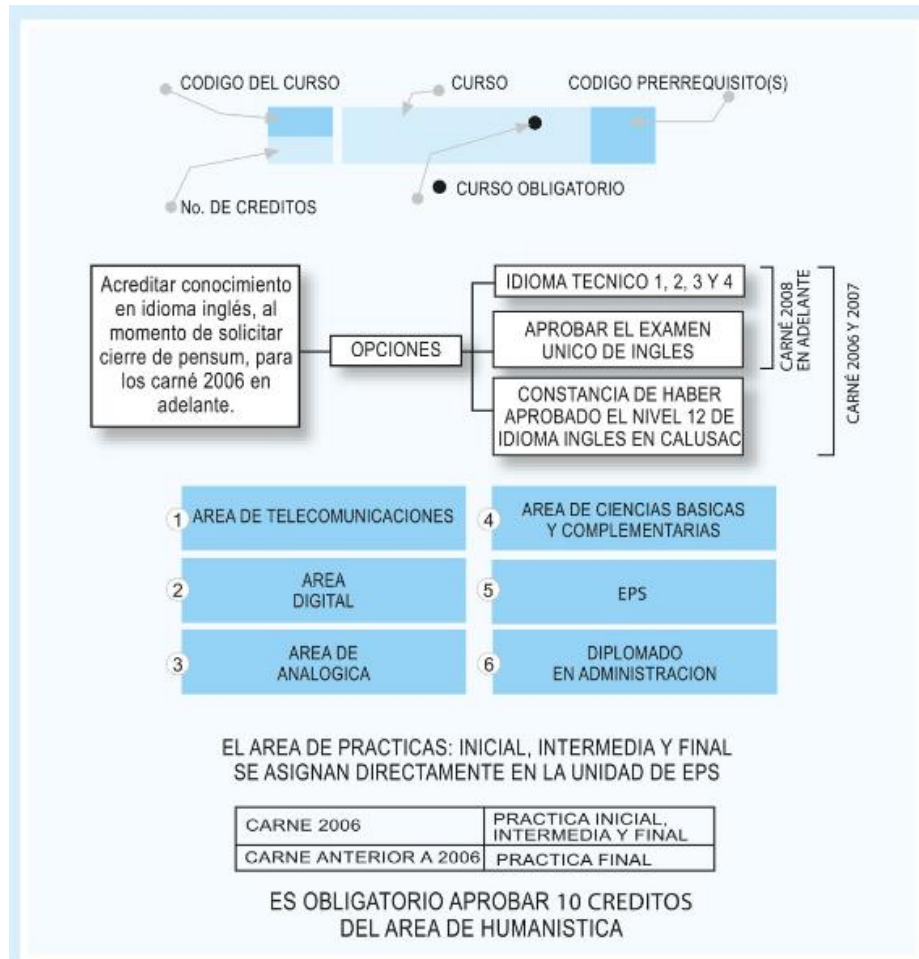 CODIGO DEL CURSO
CURSO
CODIGO PRERREQUISITO(S)
No. DE CREDITOS
CURSO OBLIGATORIO
Acreditar conocimiento
en idioma inglés, al
momento de solicitar
cierre de pensum, para
los carné 2006 en
adelante.
OPCIONES
IDIOMA TECNICO 1, 2, 3 Y 4
APROBAR EL EXAMEN
UNICO DE INGLES
CONSTANCIA DE HABER
APROBADO EL NIVEL 12 DE
IDIOMA INGLES EN CALUSAC
CARNÉ 2008
EN ADELANTE
CARNÉ 2006 Y 2007
1 AREA DE TELECOMUNICACIONES
4 AREA DE CIENCIAS BASICAS
Y COMPLEMENTARIAS
2 AREA
DIGITAL
5 EPS
3 AREA DE
ANALOGICA
6 DIPLOMADO
EN ADMINISTRACION
EL AREA DE PRACTICAS: INICIAL, INTERMEDIA Y FINAL
SE ASIGNAN DIRECTAMENTE EN LA UNIDAD DE EPS
CARNE 2006
PRACTICA INICIAL,
INTERMEDIA Y FINAL
CARNE ANTERIOR A 2006
PRACTICA FINAL
ES OBLIGATORIO APROBAR 10 CREDITOS
DEL AREA DE HUMANISTICA